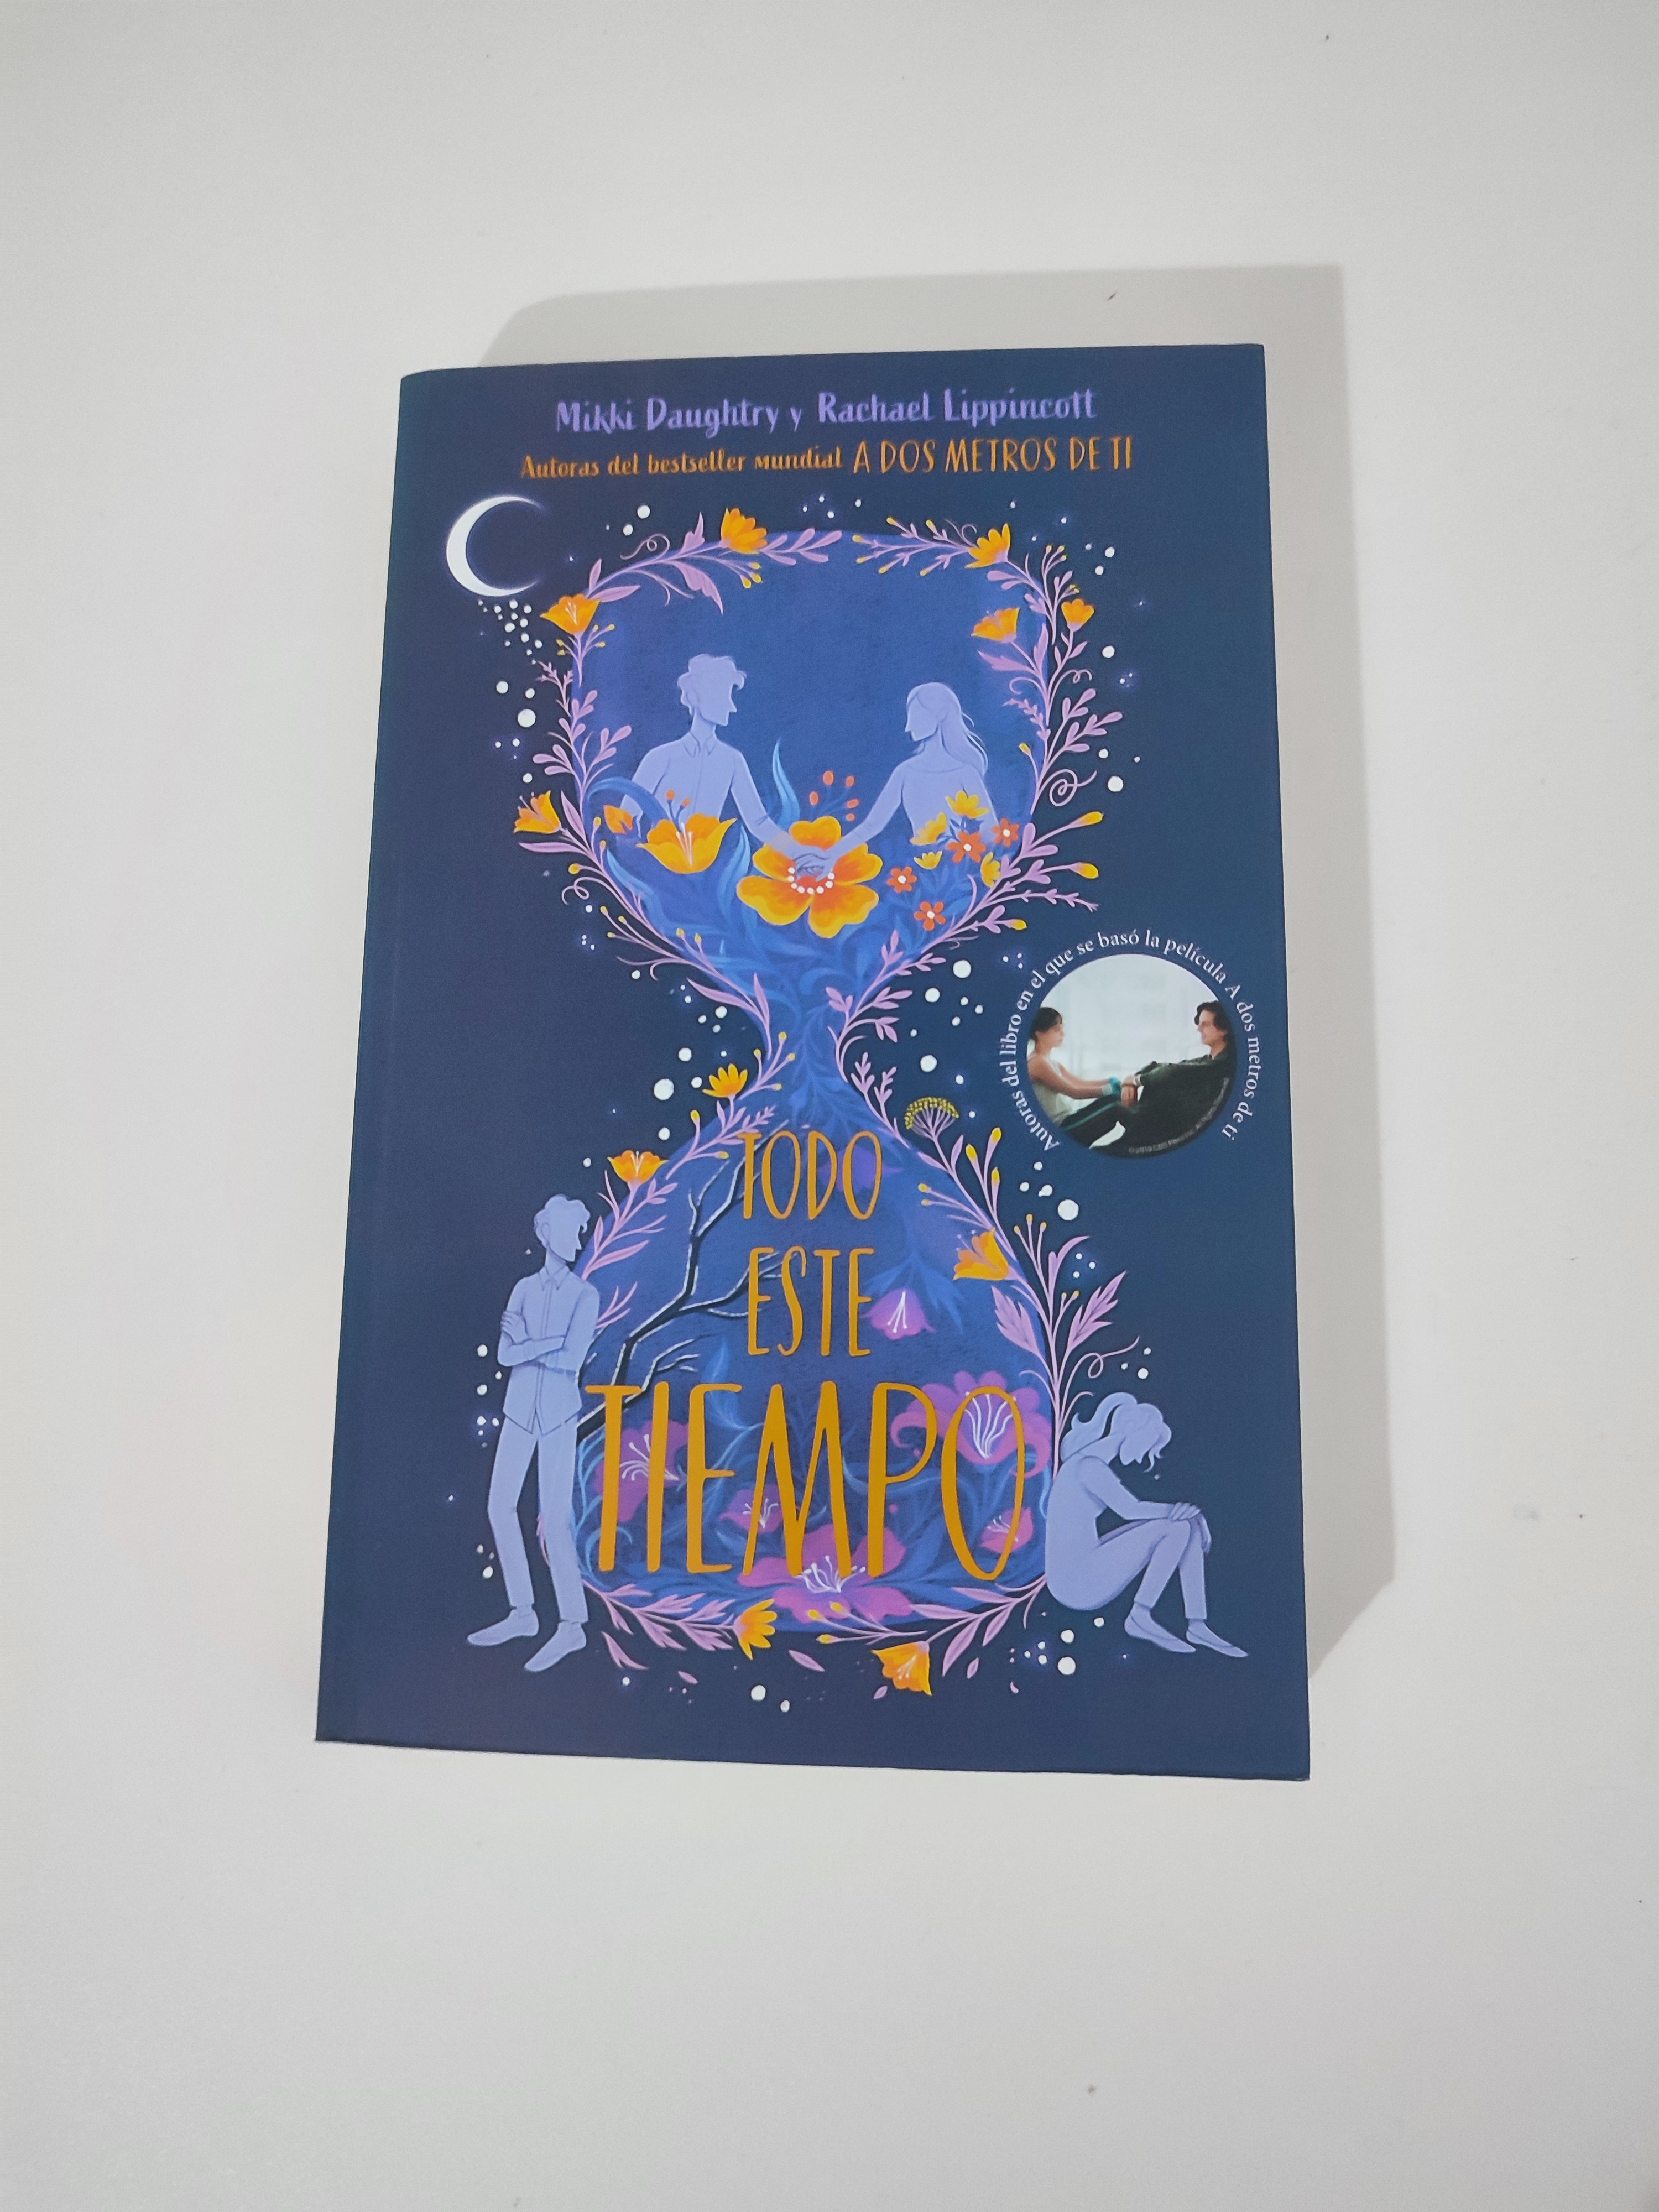 Mikki Daughtry y Rachael Lippincott
Autoras del bestseller mundial A DOS METROS DE TI
Autoras del libro en el que se basó la película A dos metros de ti
TODO
ESTE
TIEMPO